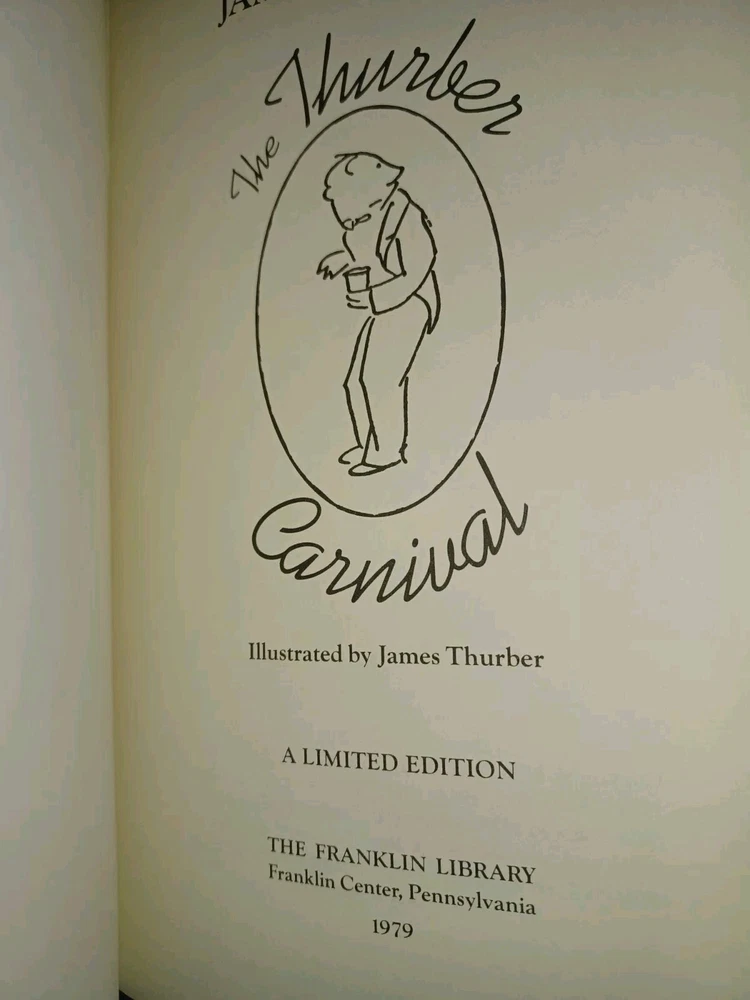 The Thurber
Carnival
Illustrated by James Thurber
A LIMITED EDITION
THE FRANKLIN LIBRARY
Franklin Center, Pennsylvania
1979